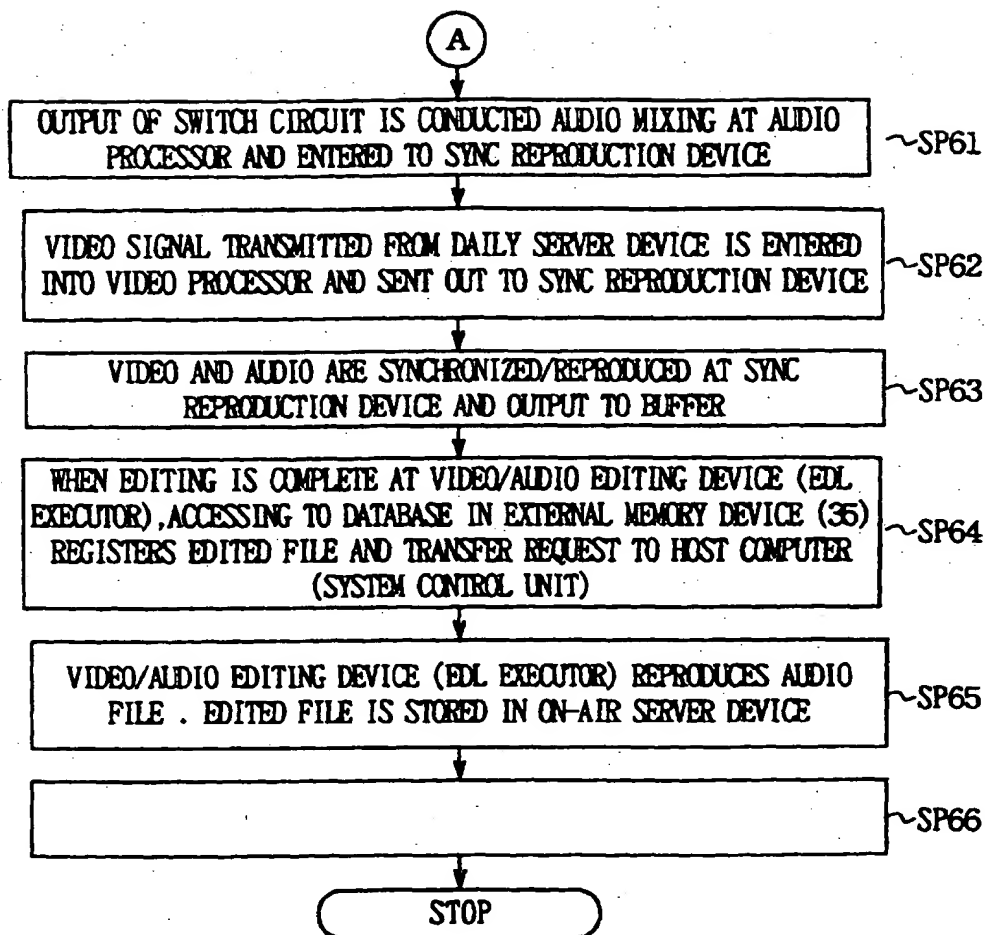 A
OUTPUT OF SWITCH CIRCUIT IS CONDUCTED AUDIO MIXING AT AUDIO
PROCESSOR AND ENTERED TO SYNC REPRODUCTION DEVICE
~SP61
VIDEO SIGNAL TRANSMITTED FROM DAILY SERVER DEVICE IS ENTERED
INTO VIDEO PROCESSOR AND SENT OUT TO SYNC REPRODUCTION DEVICE
~SP62
VIDEO AND AUDIO ARE SYNCHRONIZED/REPRODUCED AT SYNC
REPRODUCTION DEVICE AND OUTPUT TO BUFFER
~SP63
WHEN EDITING IS COMPLETE AT VIDEO/AUDIO EDITING DEVICE (EDL
EXECUTOR), ACCESSING TO DATABASE IN EXTERNAL MEMORY DEVICE (35)
REGISTERS EDITED FILE AND TRANSFER REQUEST TO HOST COMPUTER
(SYSTEM CONTROL UNIT)
~SP64
VIDEO/AUDIO EDITING DEVICE (EDL EXECUTOR) REPRODUCES AUDIO
FILE . EDITED FILE IS STORED IN ON-AIR SERVER DEVICE
~SP65
~SP66
STOP